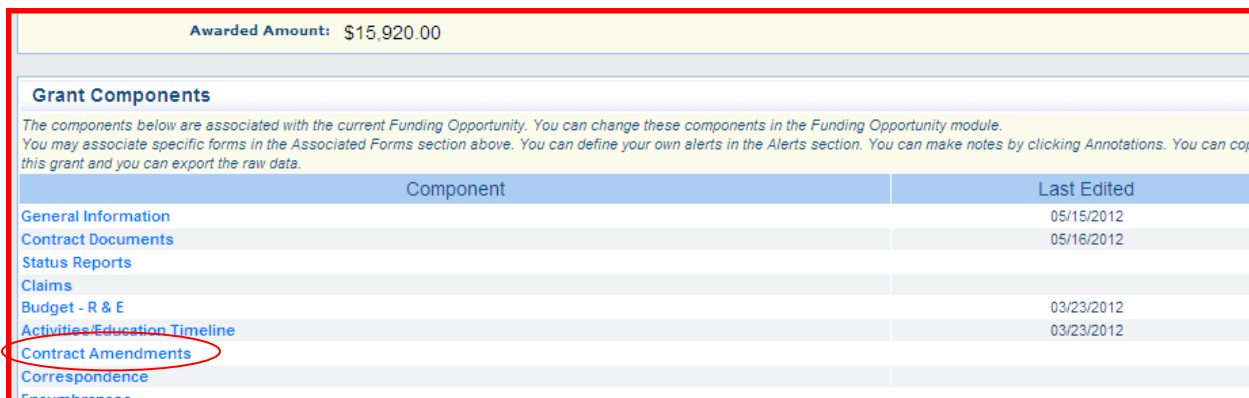 Awarded Amount: $15,920.00
Grant Components
The components below are associated with the current Funding Opportunity. You can change these components in the Funding Opportunity module.
You may associate specific forms in the Associated Forms section above. You can define your own alerts in the Alerts section. You can make notes by clicking Annotations. You can cop
this grant and you can export the raw data.
Component Last Edited
General Information 05/15/2012
Contract Documents 05/16/2012
Status Reports
Claims
Budget - R & E 03/23/2012
Activities/Education Timeline 03/23/2012
Contract Amendments
Correspondence